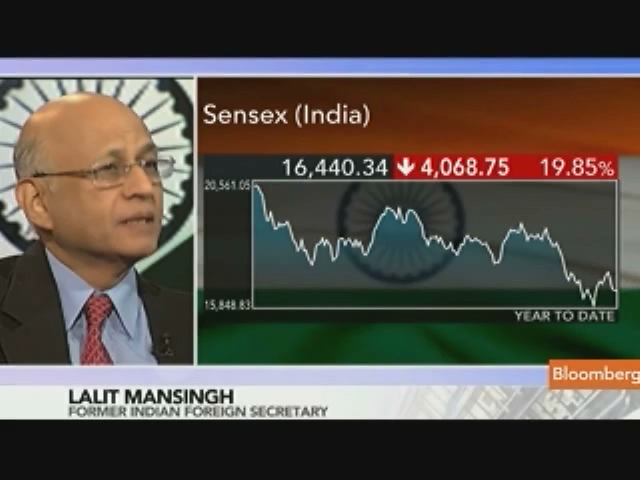 Sensex (India)
16,440.34 4,068.75 19.85%
20,561.05
15,848.83
YEAR TO DATE
Bloomberg
LALIT MANSINGH
FORMER INDIAN FOREIGN SECRETARY